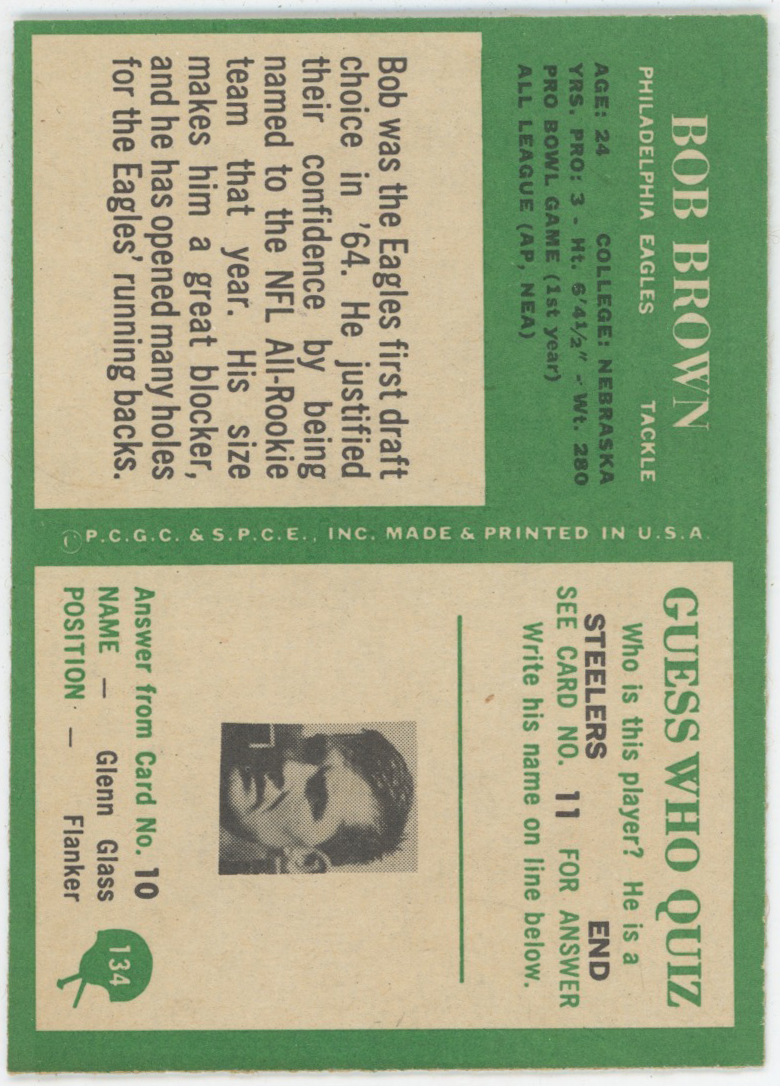 BOB BROWN
PHILADELPHIA EAGLES TACKLE
AGE: 24 COLLEGE: NEBRASKA
YRS. PRO: 3 - Ht. 6'4½" - Wt. 280
PRO BOWL GAME (1st year)
ALL LEAGUE (AP, NEA)
Bob was the Eagles first draft
choice in '64. He justified
their confidence by being
named to the NFL All-Rookie
team that year. His size
makes him a great blocker,
and he has opened many holes
for the Eagles' running backs.
©P.C.G.C. & S.P.C.E., INC. MADE & PRINTED IN U.S.A.
GUESS WHO QUIZ
Who is this player? He is a
STEELERS END
SEE CARD NO. 11 FOR ANSWER
Write his name on line below.
Answer from Card No. 10
NAME — Glenn Glass
POSITION — Flanker
134